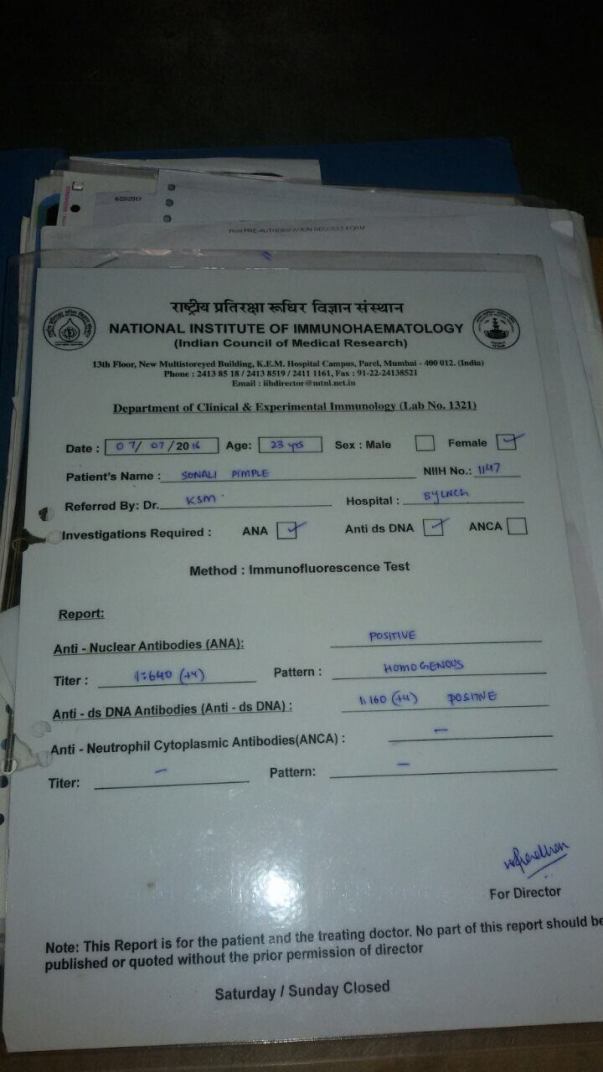 राष्ट्रीय प्रतिरक्षा रूधिर विज्ञान संस्थान
NATIONAL INSTITUTE OF IMMUNOHAEMATOLOGY
(Indian Council of Medical Research)
13th Floor, New Multistoreyed Building, K.E.M. Hospital Campus, Parel, Mumbai - 400 012. (India)
Phone : 2413 85 18 / 2413 8519 / 2411 1161, Fax : 91-22-24138521
Email : iihdirector@mtnl.net.in
Department of Clinical & Experimental Immunology (Lab No. 1321)
Date : 07/07/2016 Age: 23 yrs Sex : Male Female ✓
Patient's Name : SONALI PIMPLE NIIH No.: 1147
Referred By: Dr. KSM Hospital : BYLNCH
Investigations Required : ANA ✓ Anti ds DNA ✓ ANCA
Method : Immunofluorescence Test
Report:
Anti - Nuclear Antibodies (ANA): POSITIVE
Titer : 1:640 (+4) Pattern : HOMOGENOUS
Anti - ds DNA Antibodies (Anti - ds DNA) : 1:160 (+4) POSITIVE
Anti - Neutrophil Cytoplasmic Antibodies(ANCA) : —
Titer: — Pattern: —
For Director
Note: This Report is for the patient and the treating doctor. No part of this report should be
published or quoted without the prior permission of director
Saturday / Sunday Closed